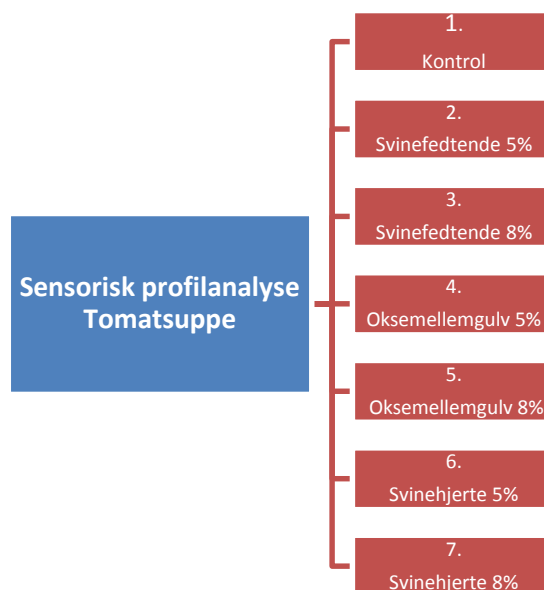 Sensorisk profilanalyse
Tomatsuppe
1.
Kontrol
2.
Svinefedtende 5%
3.
Svinefedtende 8%
4.
Oksemellemgulv 5%
5.
Oksemellemgulv 8%
6.
Svinehjerte 5%
7.
Svinehjerte 8%